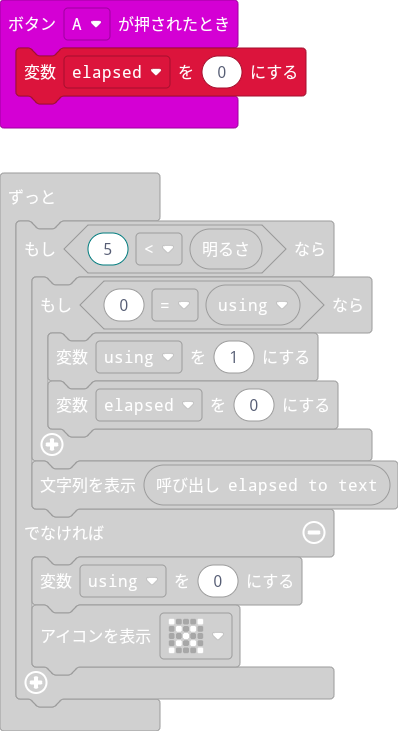 ボタン A が押されたとき
変数 elapsed を 0 にする
ずっと
もし 5 < 明るさ なら
もし 0 = using なら
変数 using を 1 にする
変数 elapsed を 0 にする
文字列を表示 呼び出し elapsed to text
でなければ
変数 using を 0 にする
アイコンを表示